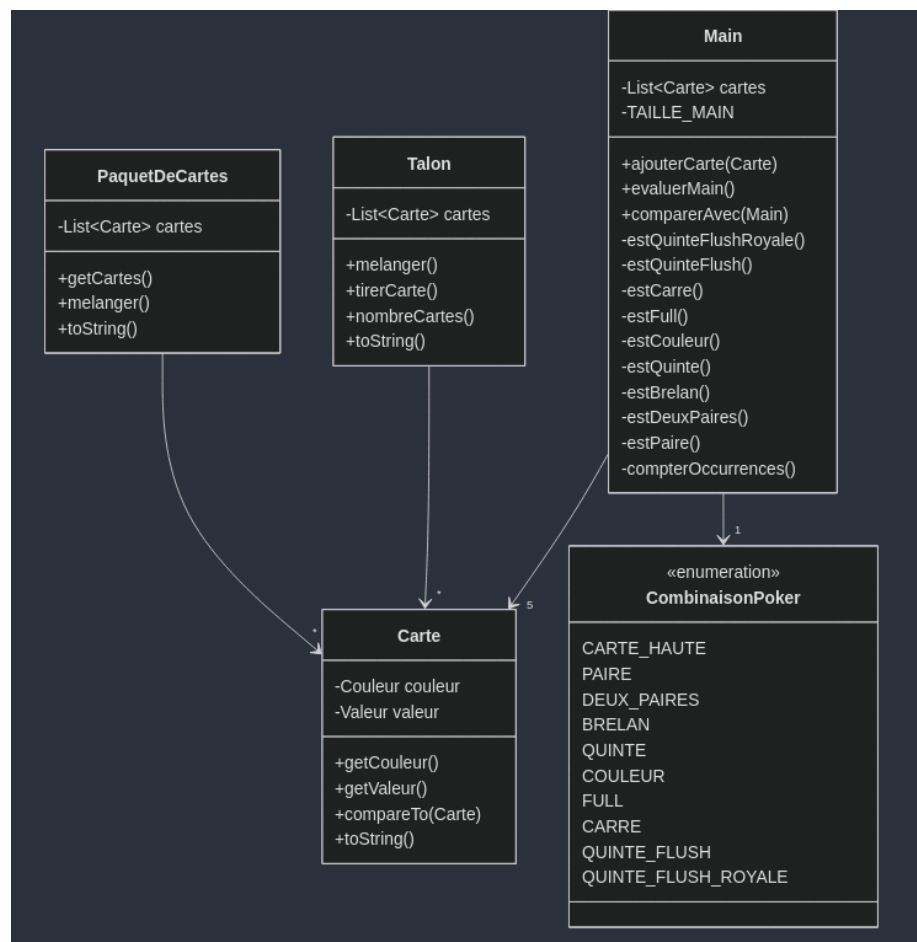 PaquetDeCartes
-List<Carte> cartes
+getCartes()
+melanger()
+toString()
Talon
-List<Carte> cartes
+melanger()
+tirerCarte()
+nombreCartes()
+toString()
Main
-List<Carte> cartes
-TAILLE_MAIN
+ajouterCarte(Carte)
+evaluerMain()
+comparerAvec(Main)
-estQuinteFlushRoyale()
-estQuinteFlush()
-estCarre()
-estFull()
-estCouleur()
-estQuinte()
-estBrelan()
-estDeuxPaires()
-estPaire()
-compterOccurrences()
*
*
5
1
Carte
-Couleur couleur
-Valeur valeur
+getCouleur()
+getValeur()
+compareTo(Carte)
+toString()
«enumeration»
CombinaisonPoker
CARTE_HAUTE
PAIRE
DEUX_PAIRES
BRELAN
QUINTE
COULEUR
FULL
CARRE
QUINTE_FLUSH
QUINTE_FLUSH_ROYALE